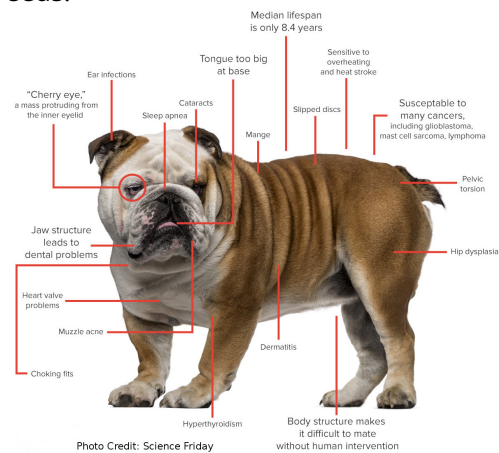 Median lifespan
is only 8.4 years
Tongue too big
at base
Sensitive to
overheating
and heat stroke
Ear infections
"Cherry eye,"
a mass protruding from
the inner eyelid
Cataracts
Sleep apnea
Slipped discs
Susceptable to
many cancers,
including glioblastoma,
mast cell sarcoma, lymphoma
Mange
Pelvic
torsion
Jaw structure
leads to
dental problems
Hip dysplasia
Heart valve
problems
Muzzle acne
Dermatitis
Choking fits
Hyperthyroidism
Body structure makes
it difficult to mate
without human intervention
Photo Credit: Science Friday